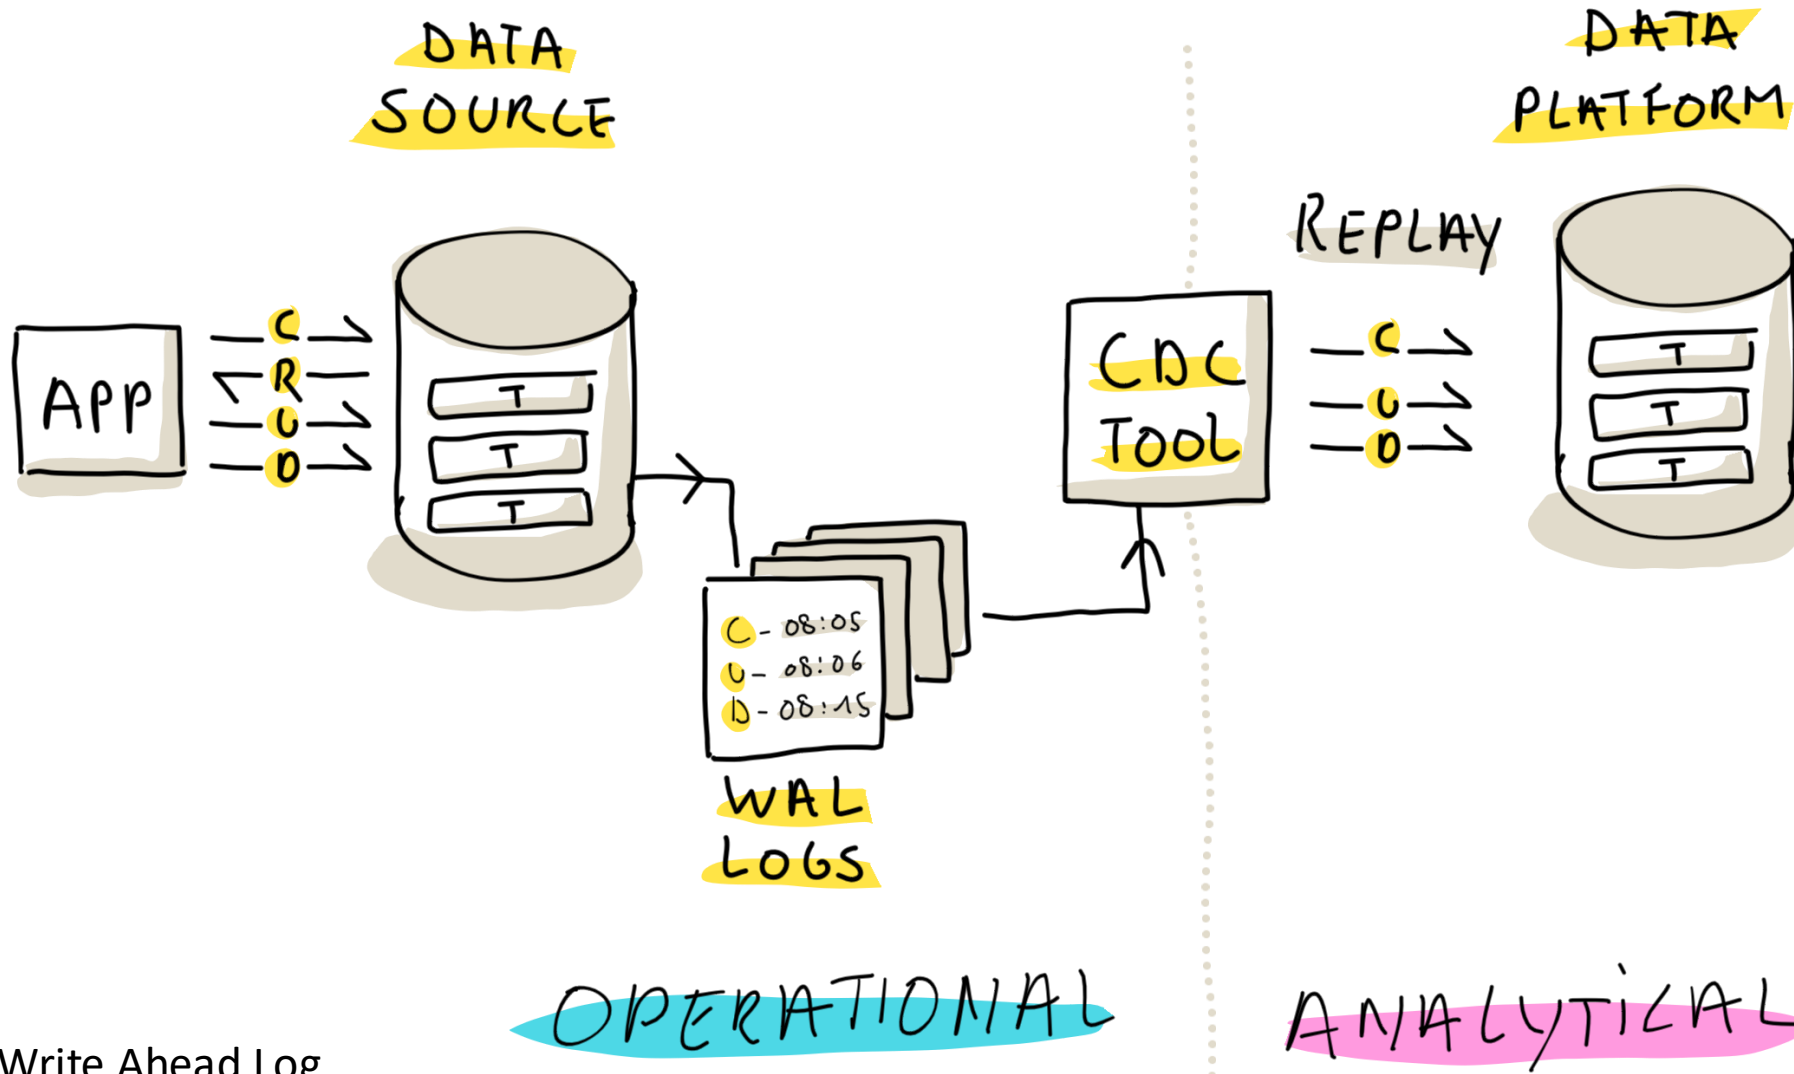 DATA
SOURCE
DATA
PLATFORM
REPLAY
APP
C
R
U
D
T
T
T
CDC
TOOL
C
U
D
T
T
T
C - 08:05
U - 08:06
D - 08:15
WAL
LOGS
OPERATIONAL
ANALYTICAL
Write Ahead Log